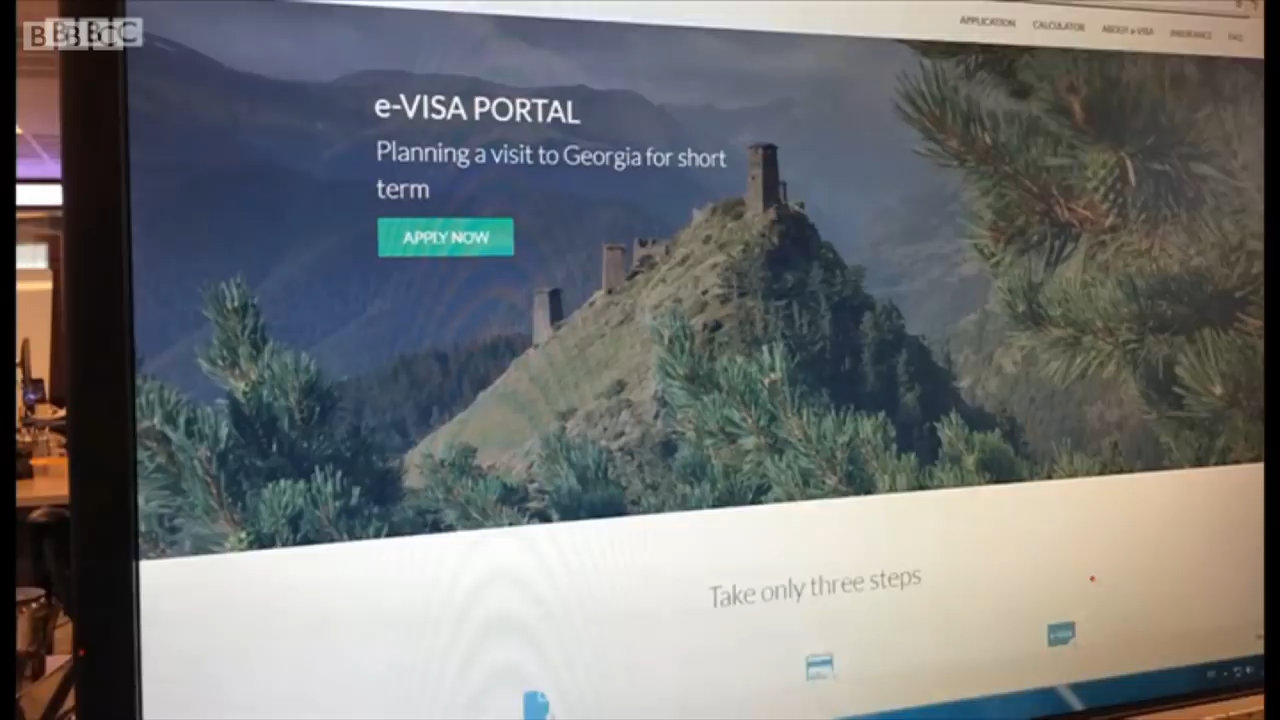 BBC
APPLICATION CALCULATOR ABOUT e-VISA INSURANCE FAQ
e-VISA PORTAL
Planning a visit to Georgia for short
term
APPLY NOW
Take only three steps
e-VISA